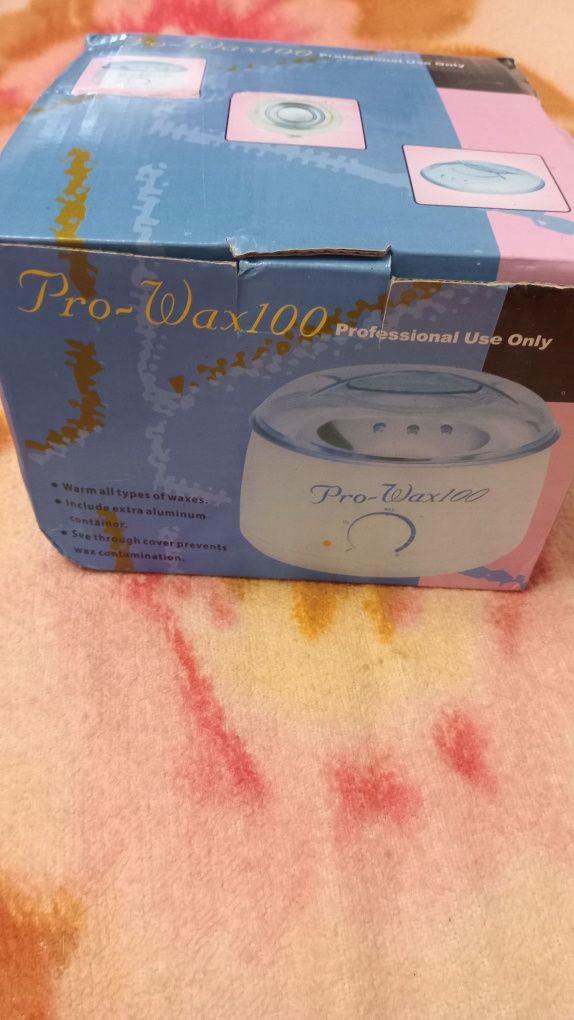 Pro-Wax100 Professional Use Only
Pro-Wax100 Professional Use Only
• Warm all types of waxes.
• Include extra aluminum
container.
• See through cover prevents
wax contamination.
Pro-Wax100